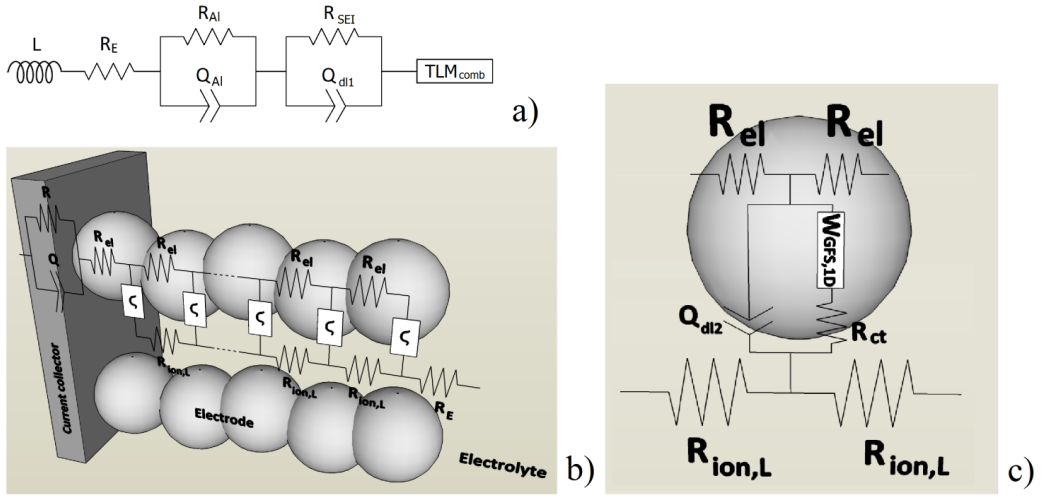 L
R_E
R_Al
Q_Al
R_SEI
Q_dl1
TLM_comb
a)
R
Q
R_el
R_el
R_el
R_el
ς
ς
ς
ς
ς
R_ion,L
R_ion,L
R_ion,L
R_E
Current collector
Electrode
Electrolyte
b)
R_el
R_el
W_GFS,1D
Q_dl2
R_ct
R_ion,L
R_ion,L
c)